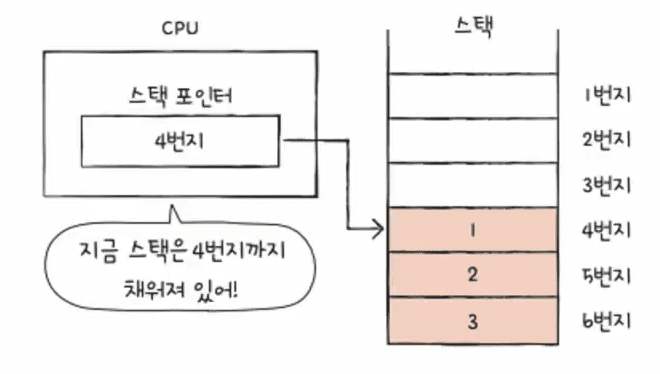 CPU
스택 포인터
4번지
지금 스택은 4번지까지
채워져 있어!
스택
1번지
2번지
3번지
1
4번지
2
5번지
3
6번지